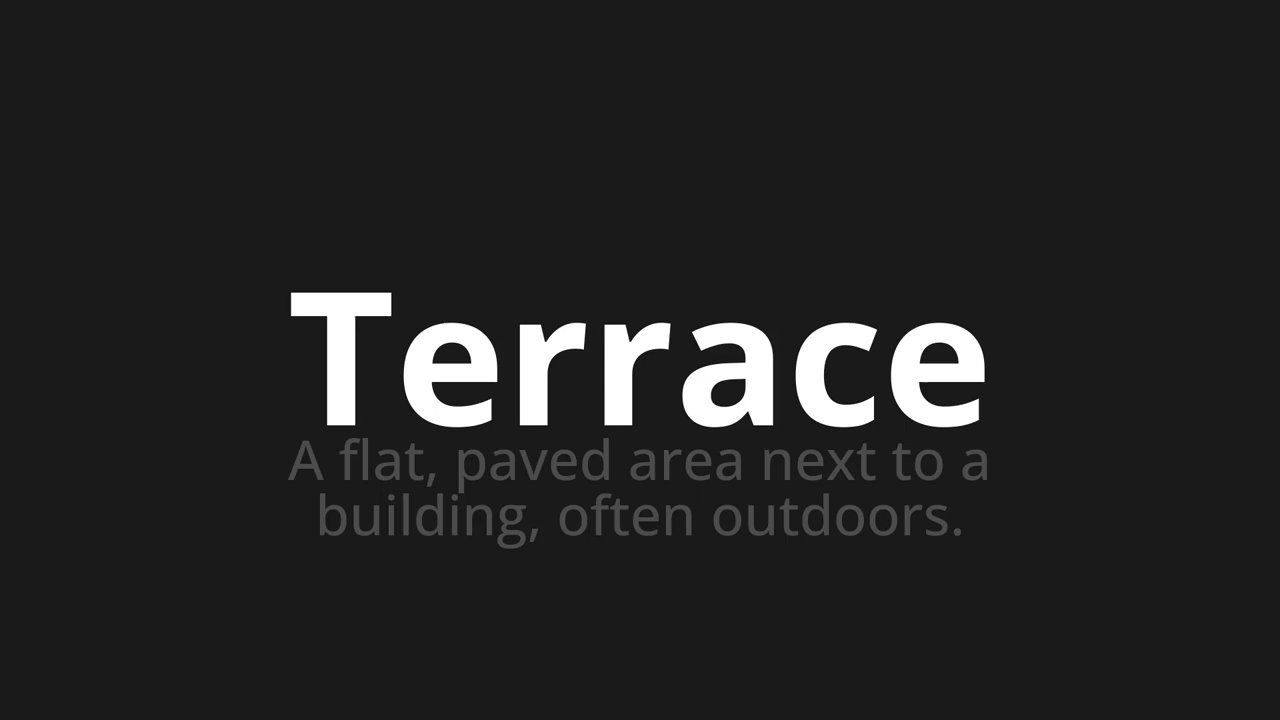 Terrace
A flat, paved area next to a
building, often outdoors.